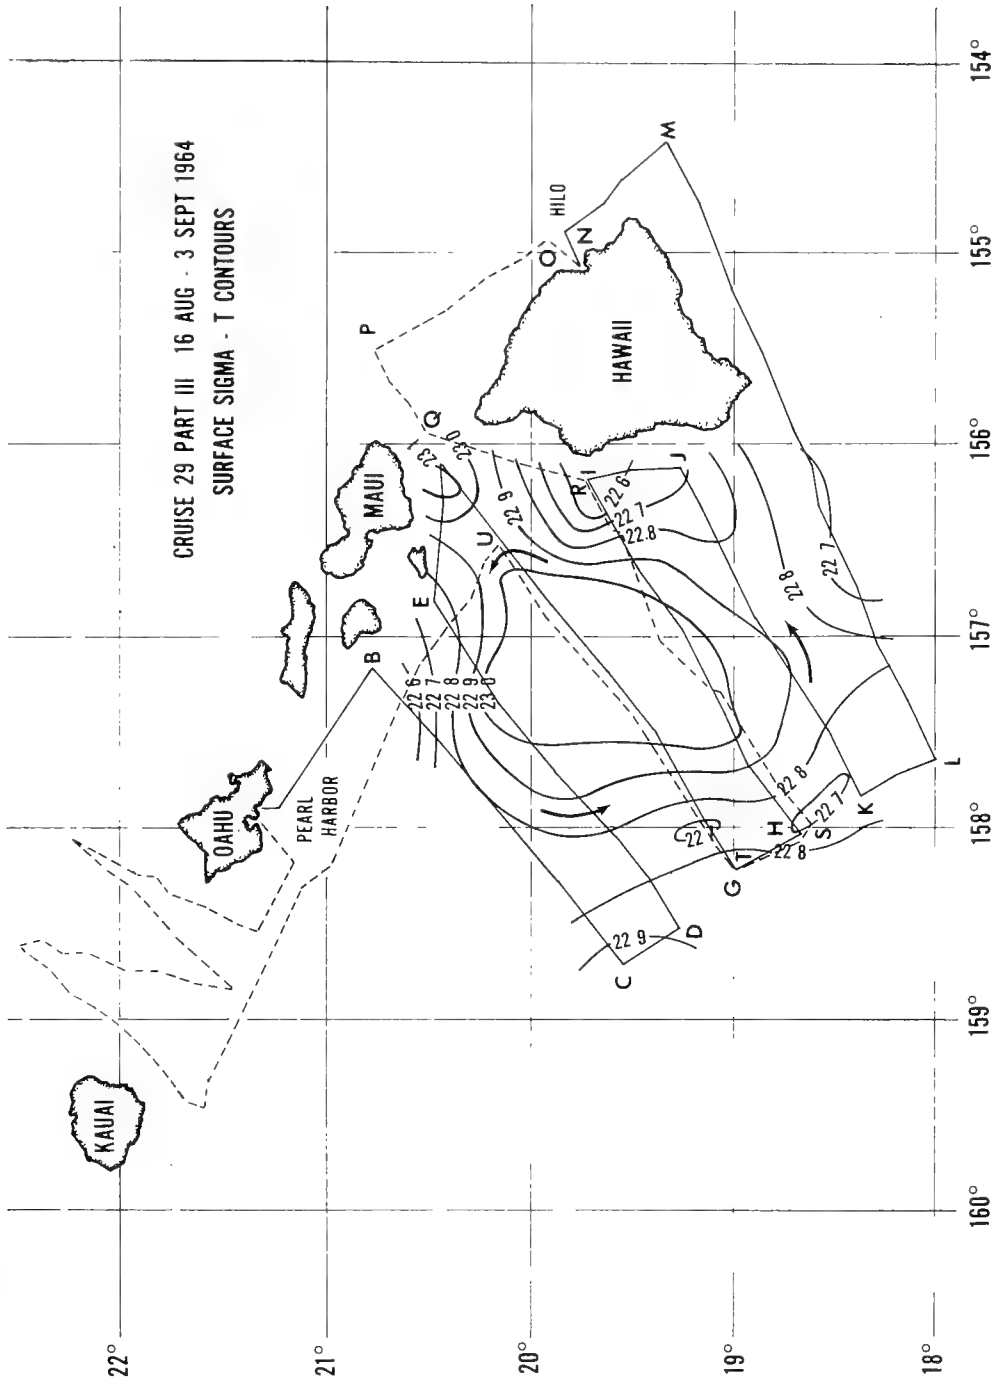 CRUISE 29 PART III 16 AUG - 3 SEPT 1964
SURFACE SIGMA - T CONTOURS
22°
21°
20°
19°
18°
160°
159°
158°
157°
156°
155°
154°
KAUAI
OAHU
PEARL
HARBOR
MAUI
HAWAII
HILO
B
C
D
E
G
H
I
J
K
L
M
N
O
P
Q
R
S
T
U
22 6
22 7
22 8
22 9
23 0
23 1
23 0
22 9
22 6
22 7
22 8
22 8
22 7
22 8
22 7
22 8
22 7
22 9